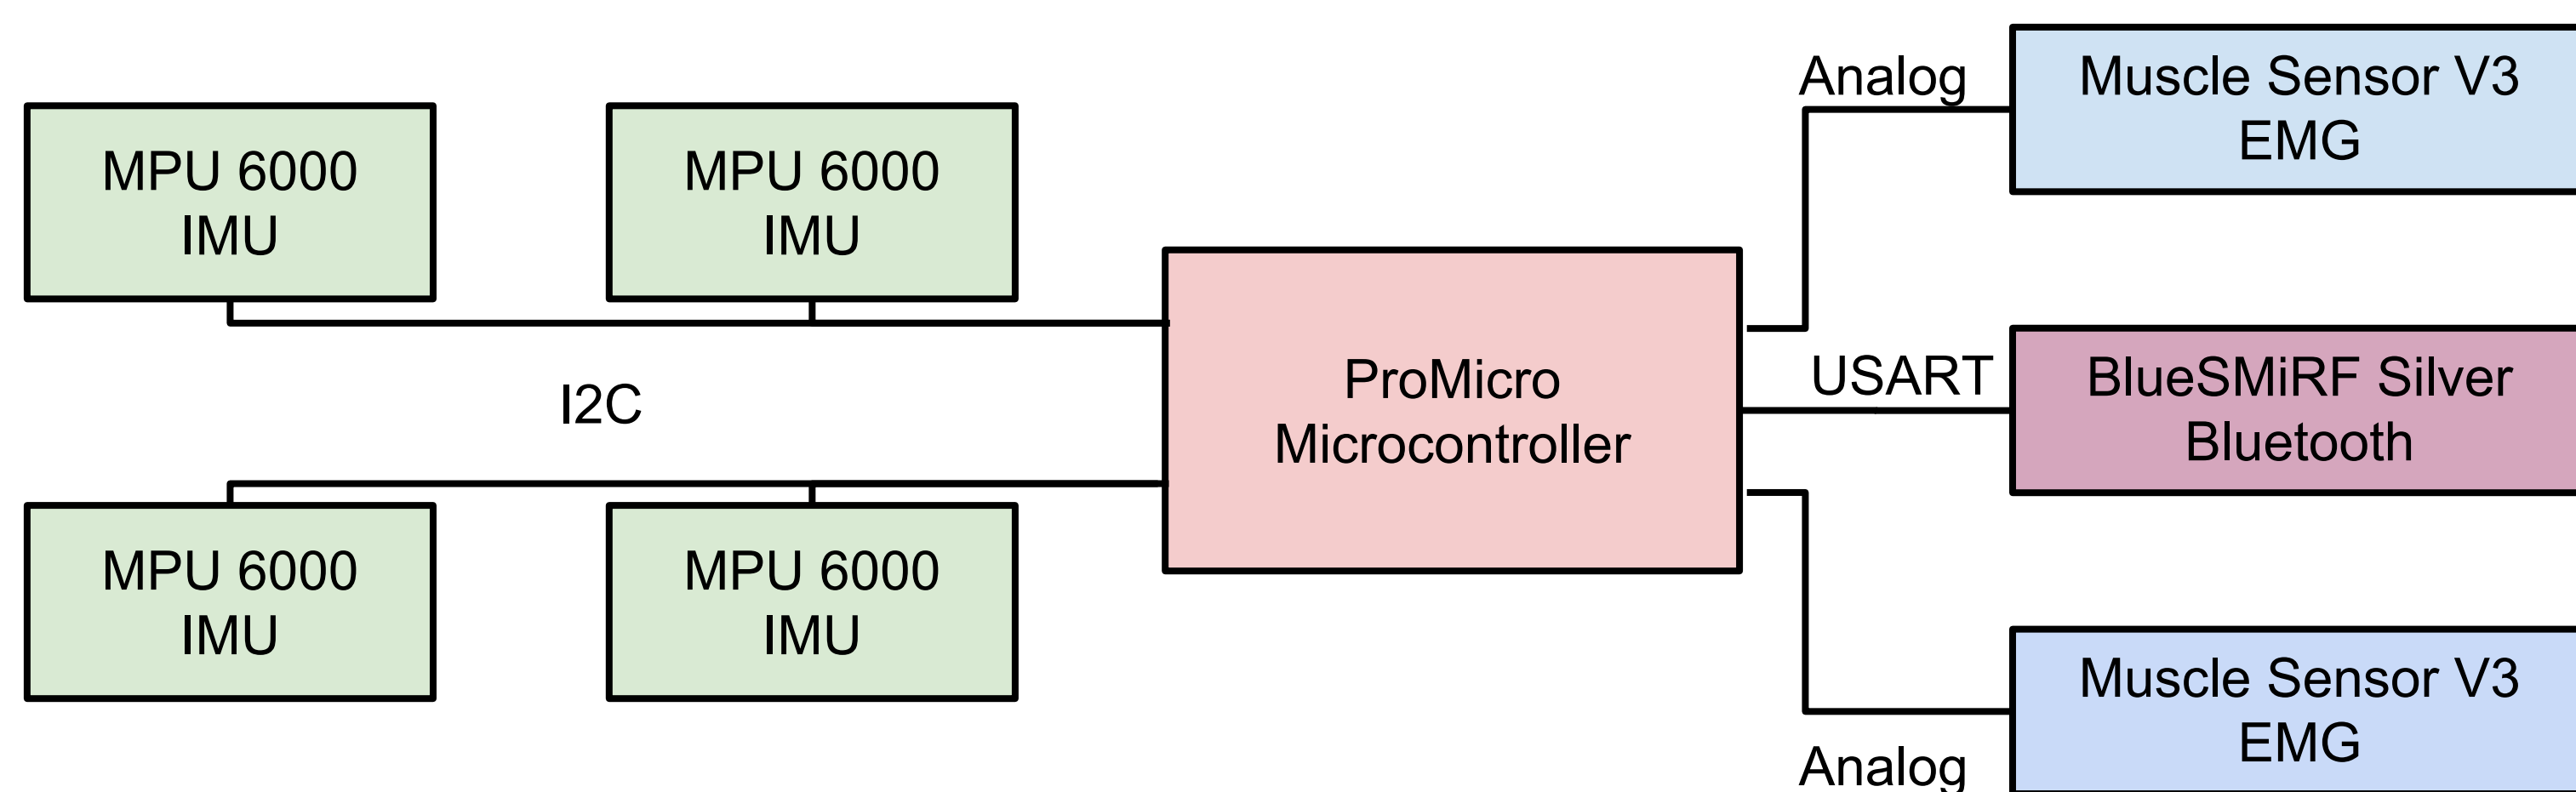 Analog
Muscle Sensor V3
EMG
MPU 6000
IMU
MPU 6000
IMU
ProMicro
Microcontroller
I2C
USART
BlueSMiRF Silver
Bluetooth
MPU 6000
IMU
MPU 6000
IMU
Muscle Sensor V3
EMG
Analog